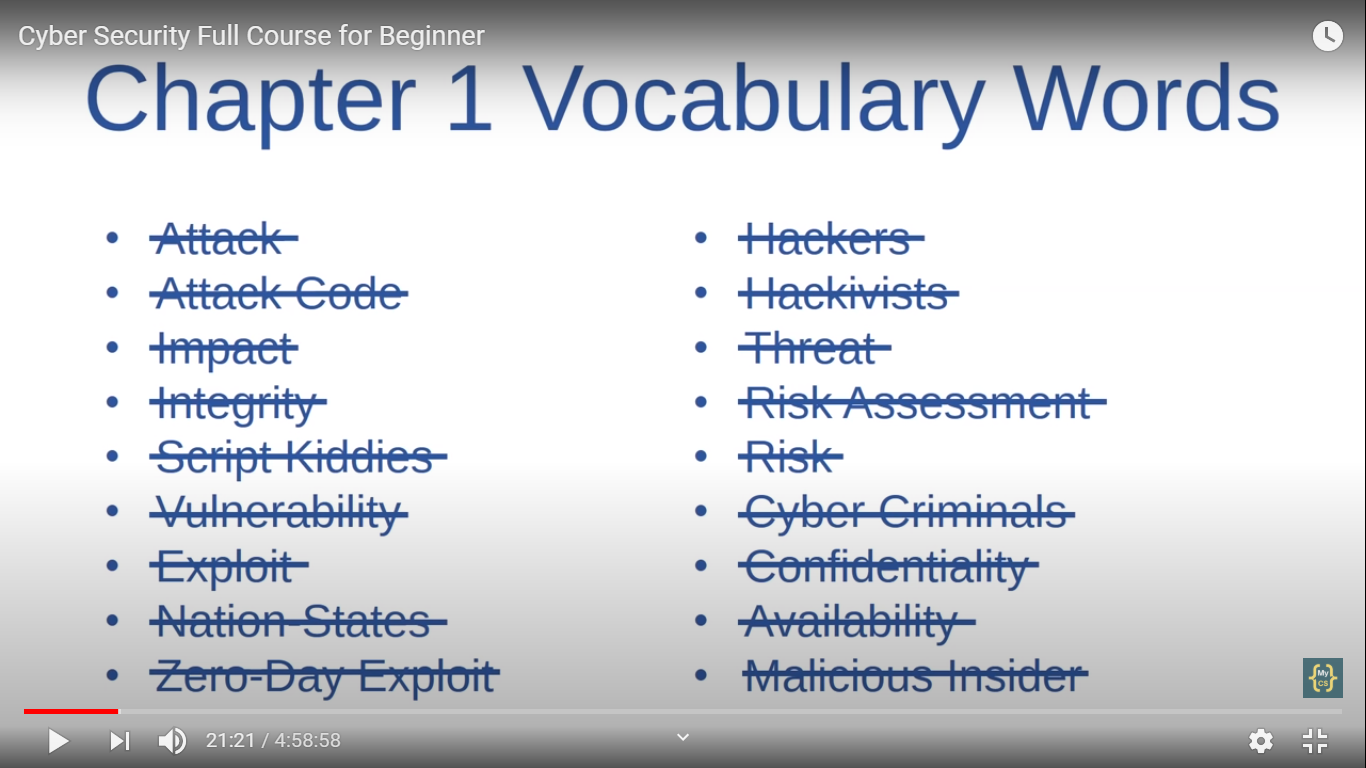 Cyber Security Full Course for Beginner
Chapter 1 Vocabulary Words
Attack
Attack Code
Impact
Integrity
Script Kiddies
Vulnerability
Exploit
Nation-States
Zero-Day Exploit
Hackers
Hackivists
Threat
Risk Assessment
Risk
Cyber Criminals
Confidentiality
Availability
Malicious Insider
{My}
CS
21:21 / 4:58:58